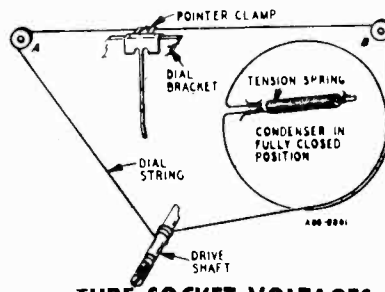 POINTER CLAMP
A
B
DIAL
BRACKET
TENSION SPRING
CONDENSER IN
FULLY CLOSED
POSITION
DIAL
STRING
DRIVE
SHAFT
TUBE SOCKET VOLTAGES